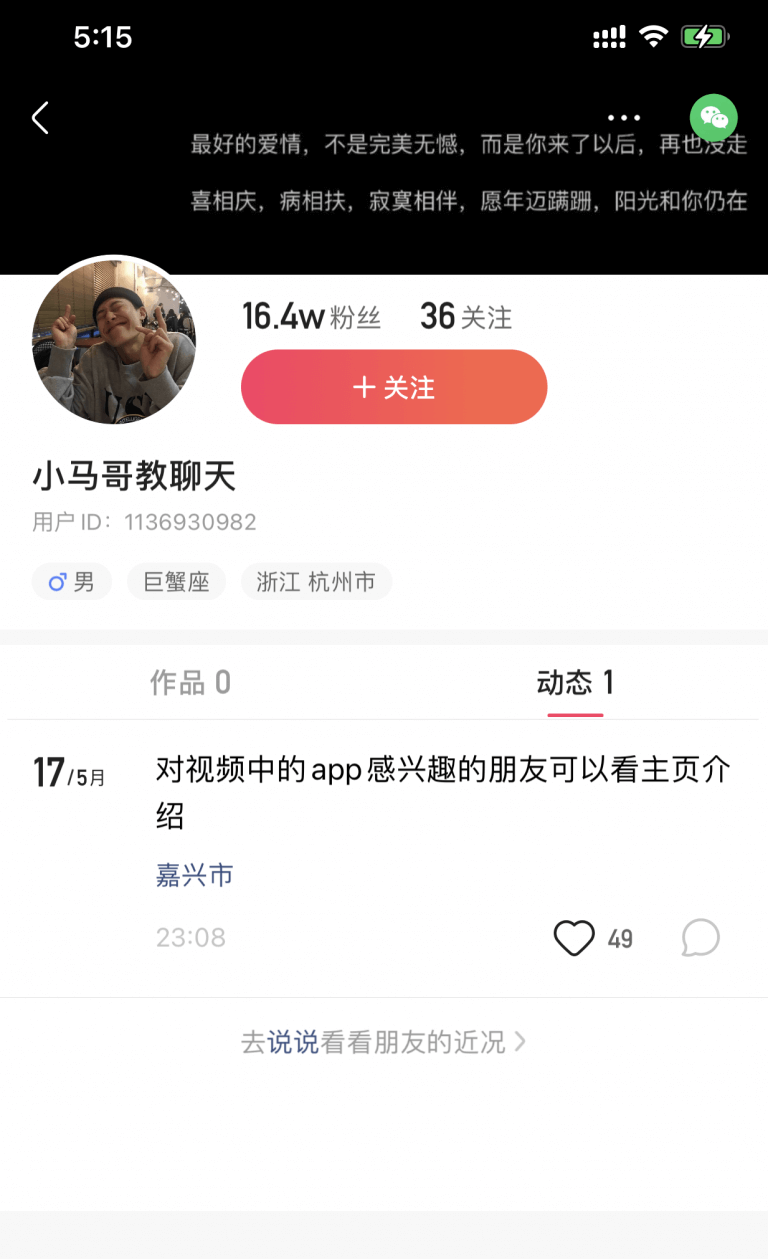 5:15
最好的爱情，不是完美无憾，而是你来了以后，再也没走
喜相庆，病相扶，寂寞相伴，愿年迈蹒跚，阳光和你仍在
16.4w粉丝 36关注
＋关注
小马哥教聊天
用户 ID：1136930982
男 巨蟹座 浙江 杭州市
作品 0 动态 1
17/5月
对视频中的app感兴趣的朋友可以看主页介
绍
嘉兴市
23:08 49
去说说看看朋友的近况